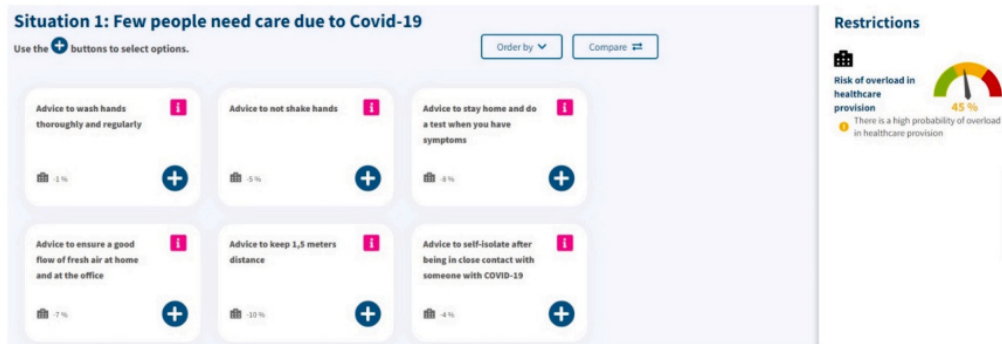 Situation 1: Few people need care due to Covid-19
Use the + buttons to select options.
Order by
Compare
Advice to wash hands
thoroughly and regularly
i
-1 %
+
Advice to not shake hands
i
-5 %
+
Advice to stay home and do
a test when you have
symptoms
i
-8 %
+
Advice to ensure a good
flow of fresh air at home
and at the office
i
-7 %
+
Advice to keep 1,5 meters
distance
i
-10 %
+
Advice to self-isolate after
being in close contact with
someone with COVID-19
i
-4 %
+
Restrictions
Risk of overload in
healthcare
provision
45 %
There is a high probability of overload
in healthcare provision